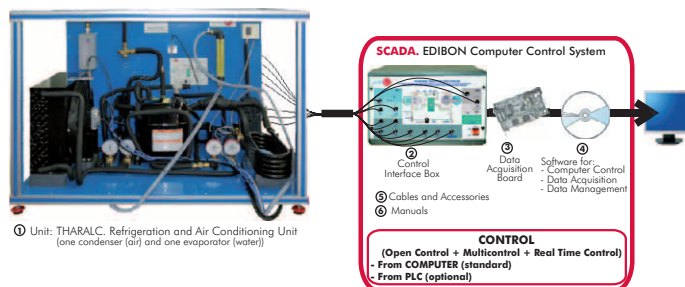 SCADA. EDIBON Computer Control System
② Control
Interface Box
③ Data
Acquisition
Board
④ Software for:
- Computer Control
- Data Acquisition
- Data Management
⑤ Cables and Accessories
⑥ Manuals
① Unit: THARALC. Refrigeration and Air Conditioning Unit
(one condenser (air) and one evaporator (water))
CONTROL
(Open Control + Multicontrol + Real Time Control)
- From COMPUTER (standard)
- From PLC (optional)